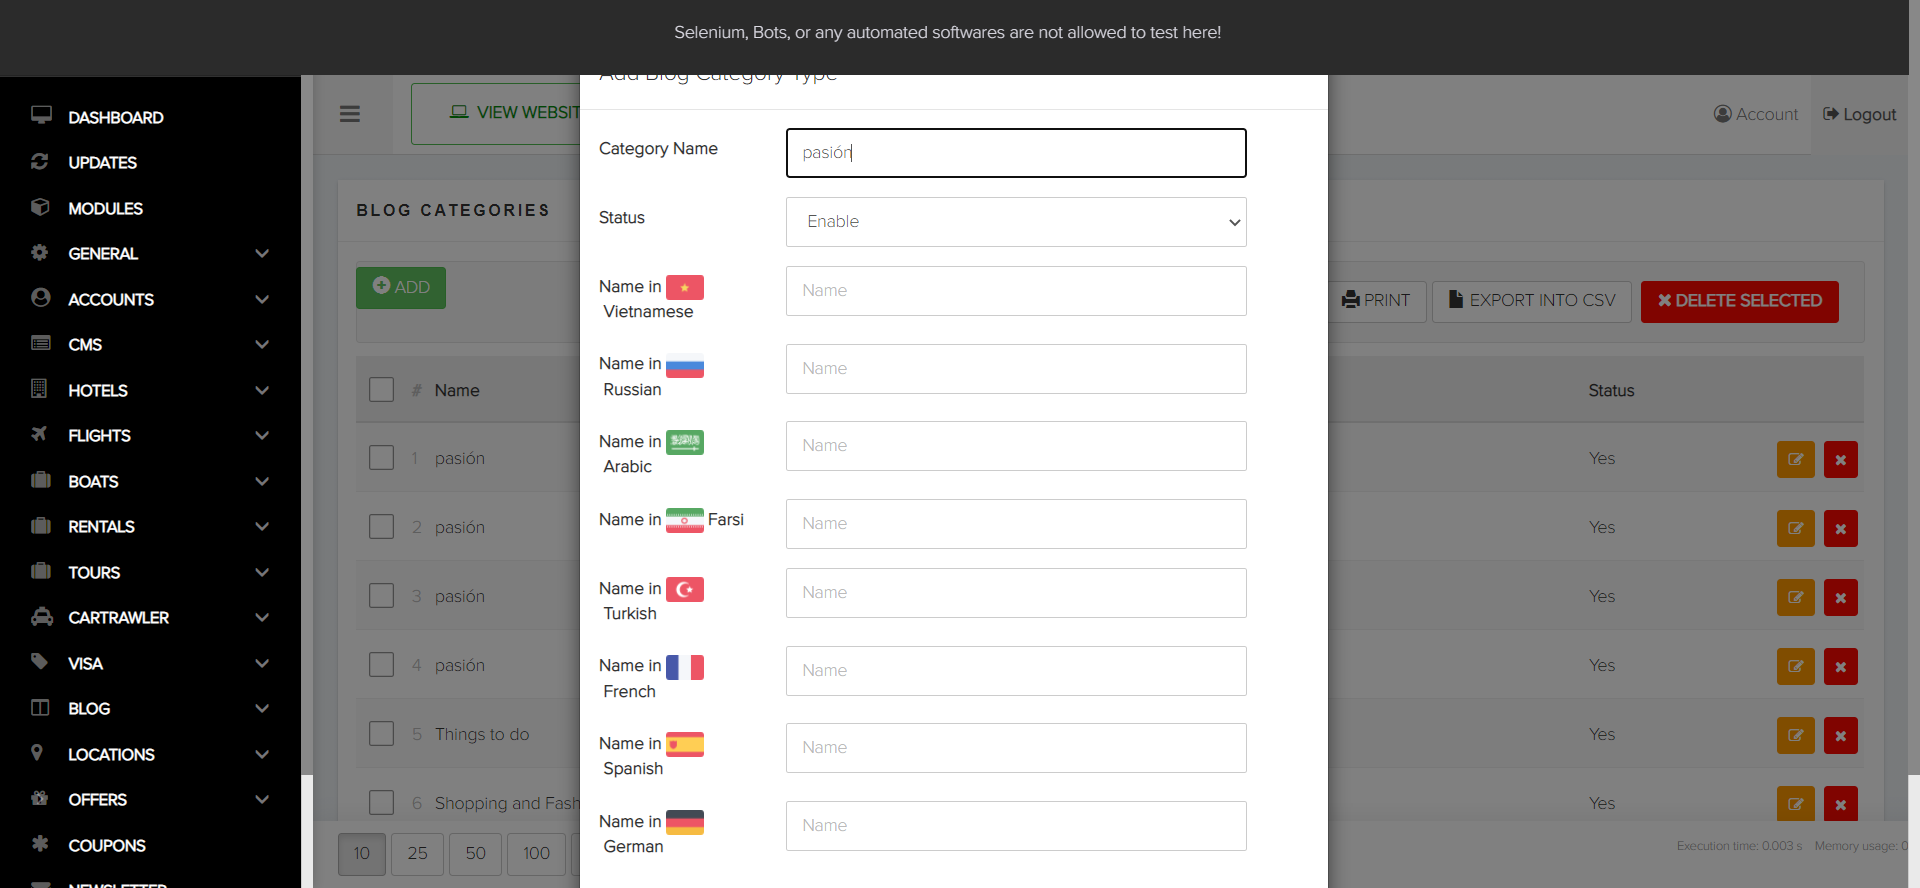 Selenium, Bots, or any automated softwares are not allowed to test here!
DASHBOARD
UPDATES
MODULES
GENERAL
ACCOUNTS
CMS
HOTELS
FLIGHTS
BOATS
RENTALS
TOURS
CARTRAWLER
VISA
BLOG
LOCATIONS
OFFERS
COUPONS
NEWSLETTER
VIEW WEBSIT
Account
Logout
BLOG CATEGORIES
ADD
PRINT
EXPORT INTO CSV
DELETE SELECTED
# Name Status
1 pasión Yes
2 pasión Yes
3 pasión Yes
4 pasión Yes
5 Things to do Yes
6 Shopping and Fash Yes
10 25 50 100
Execution time: 0.003 s Memory usage: 0
Add Blog Category Type
Category Name pasión
Status Enable
Name in Vietnamese Name
Name in Russian Name
Name in Arabic Name
Name in Farsi Name
Name in Turkish Name
Name in French Name
Name in Spanish Name
Name in German Name